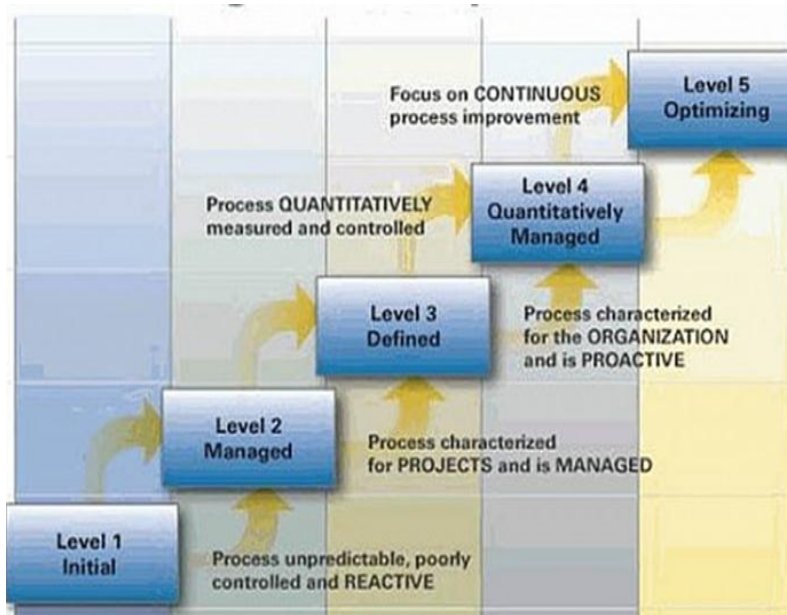 Focus on CONTINUOUS
process improvement
Level 5
Optimizing
Process QUANTITATIVELY
measured and controlled
Level 4
Quantitatively
Managed
Level 3
Defined
Process characterized
for the ORGANIZATION
and is PROACTIVE
Level 2
Managed
Process characterized
for PROJECTS and is MANAGED
Level 1
Initial
Process unpredictable, poorly
controlled and REACTIVE